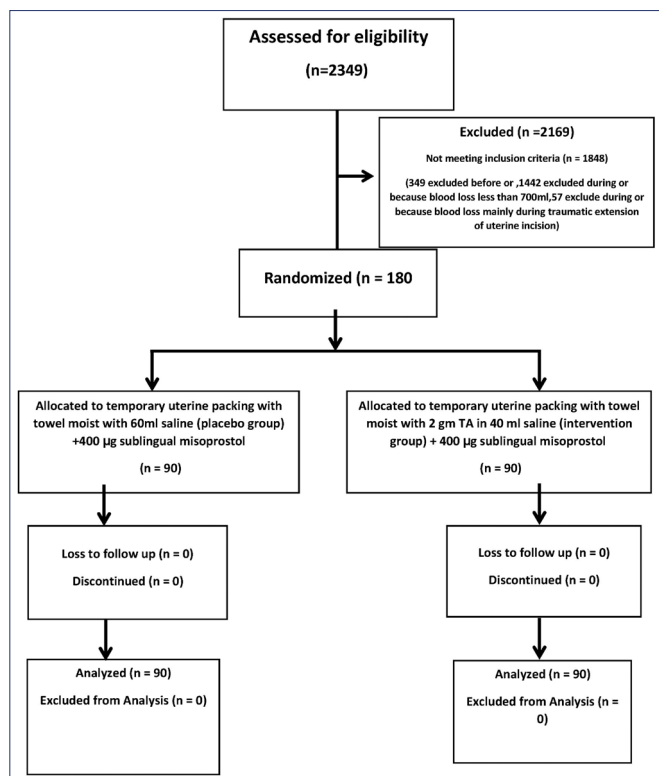 Assessed for eligibility
(n=2349)
Excluded (n =2169)
Not meeting inclusion criteria (n = 1848)
(349 excluded before or ,1442 excluded during or
because blood loss less than 700ml,57 exclude during or
because blood loss mainly during traumatic extension
of uterine incision)
Randomized (n = 180
Allocated to temporary uterine packing with
towel moist with 60ml saline (placebo group)
+400 µg sublingual misoprostol
(n = 90)
Allocated to temporary uterine packing with towel
moist with 2 gm TA in 40 ml saline (intervention
group) + 400 µg sublingual misoprostol
(n = 90)
Loss to follow up (n = 0)
Discontinued (n = 0)
Loss to follow up (n = 0)
Discontinued (n = 0)
Analyzed (n = 90)
Excluded from Analysis (n = 0)
Analyzed (n = 90)
Excluded from Analysis (n =
0)